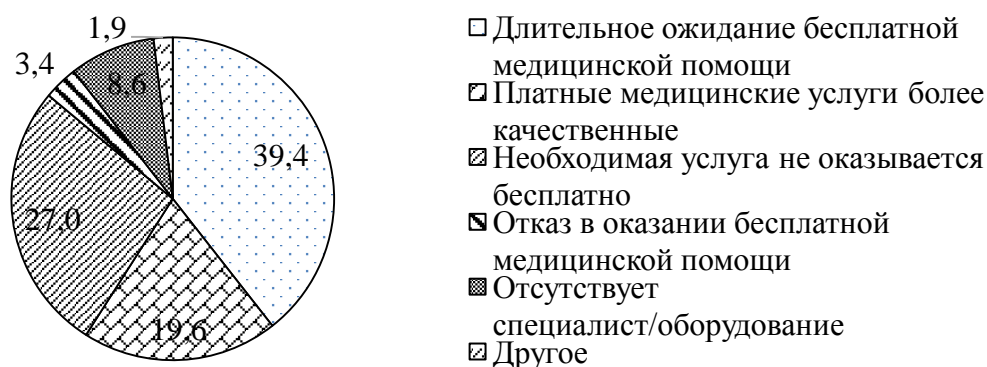 1,9
3,4
8,6
39,4
27,0
19,6
Длительное ожидание бесплатной
медицинской помощи
Платные медицинские услуги более
качественные
Необходимая услуга не оказывается
бесплатно
Отказ в оказании бесплатной
медицинской помощи
Отсутствует
специалист/оборудование
Другое